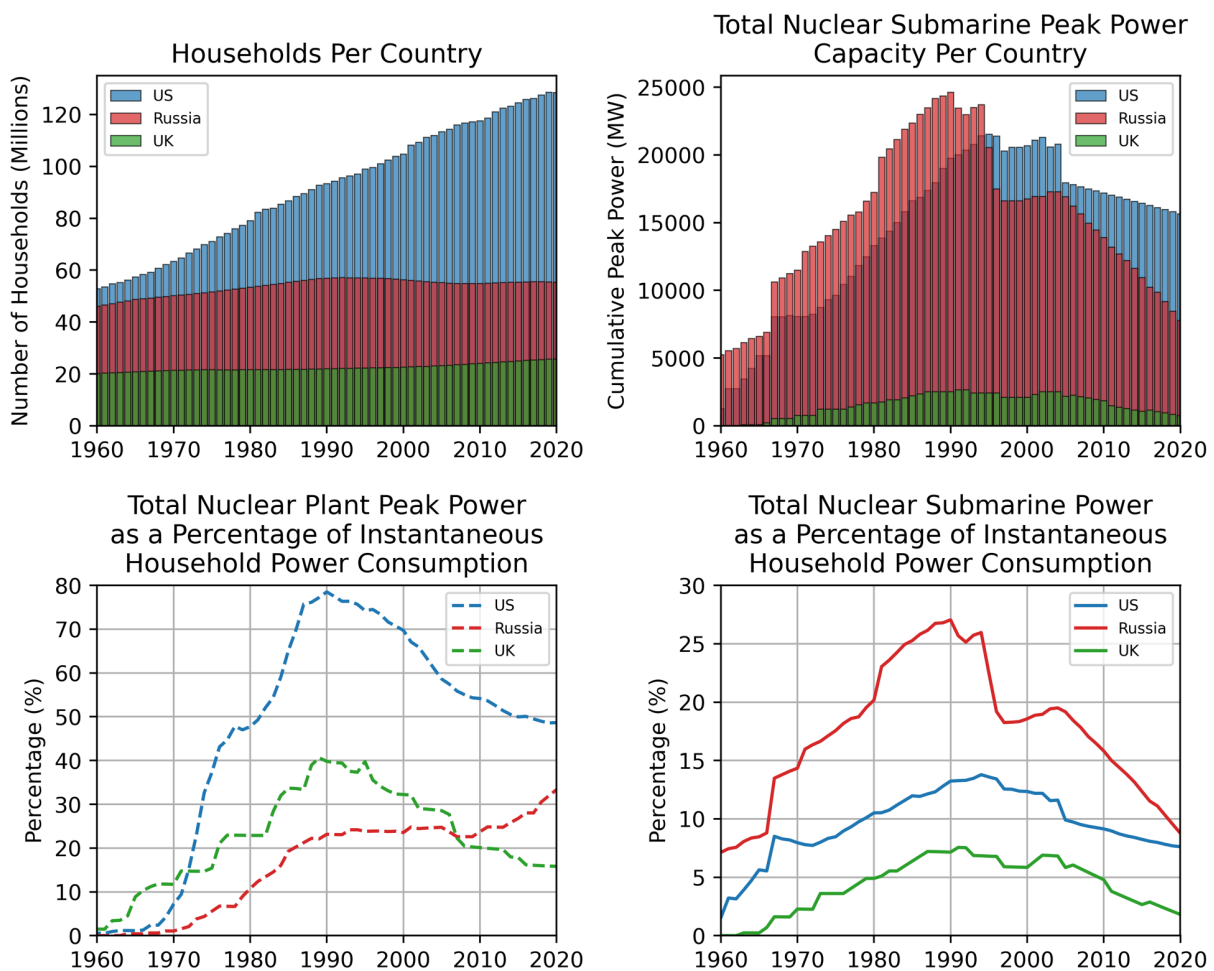 Households Per Country
Number of Households (Millions)
120
100
80
60
40
20
0
US
Russia
UK
1960 1970 1980 1990 2000 2010 2020
Total Nuclear Submarine Peak Power
Capacity Per Country
Cumulative Peak Power (MW)
25000
20000
15000
10000
5000
0
US
Russia
UK
1960 1970 1980 1990 2000 2010 2020
Total Nuclear Plant Peak Power
as a Percentage of Instantaneous
Household Power Consumption
Percentage (%)
80
70
60
50
40
30
20
10
0
US
Russia
UK
1960 1970 1980 1990 2000 2010 2020
Total Nuclear Submarine Power
as a Percentage of Instantaneous
Household Power Consumption
Percentage (%)
30
25
20
15
10
5
0
US
Russia
UK
1960 1970 1980 1990 2000 2010 2020